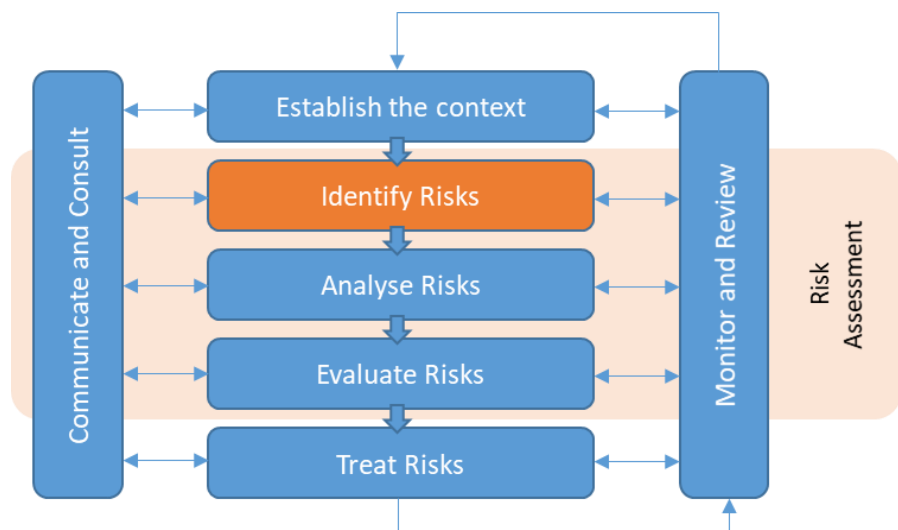 Establish the context
Communicate and Consult
Identify Risks
Analyse Risks
Evaluate Risks
Treat Risks
Monitor and Review
Risk
Assessment